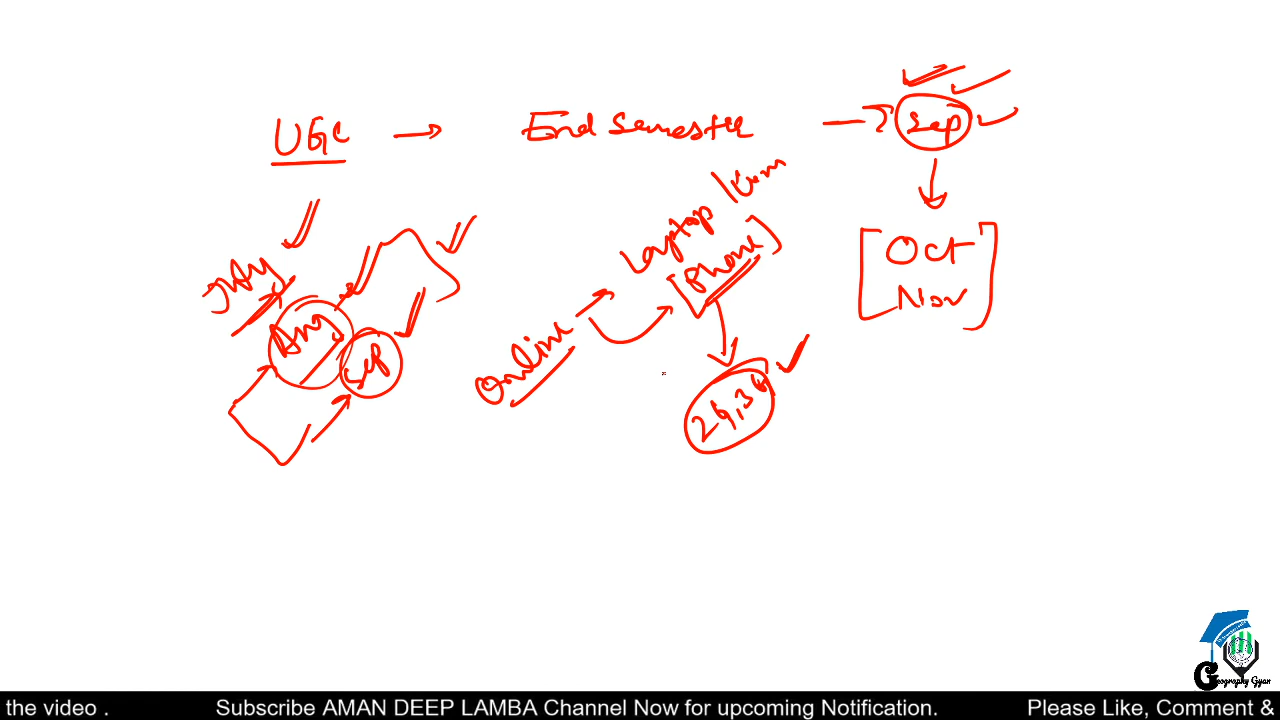 UGC → End Semester → Sep
Oct
Nov
July
Aug
Sep
Online → Laptop
[Phone]
Geography Gyan
the video . Subscribe AMAN DEEP LAMBA Channel Now for upcoming Notification. Please Like, Comment &